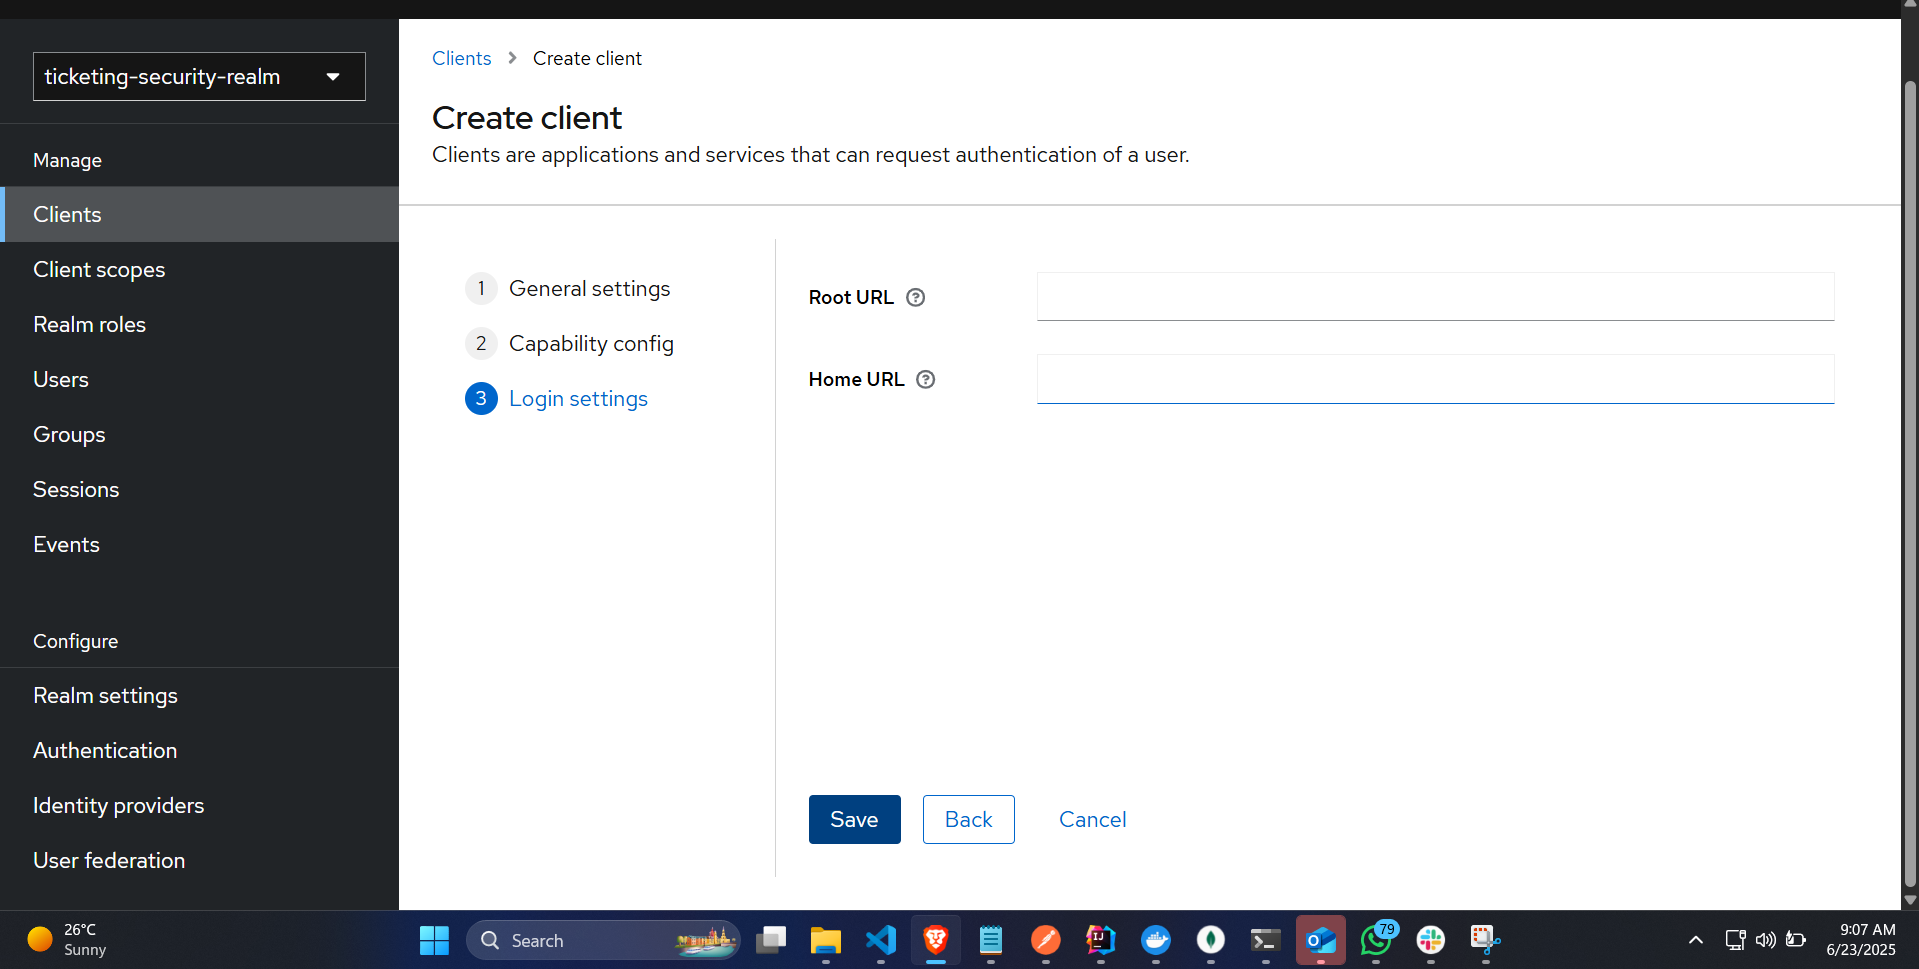 ticketing-security-realm
Manage
Clients
Client scopes
Realm roles
Users
Groups
Sessions
Events
Configure
Realm settings
Authentication
Identity providers
User federation
Clients Create client
Create client
Clients are applications and services that can request authentication of a user.
1 General settings
2 Capability config
3 Login settings
Root URL
Home URL
Save Back Cancel
26°C
Sunny
Search
79
9:07 AM
6/23/2025